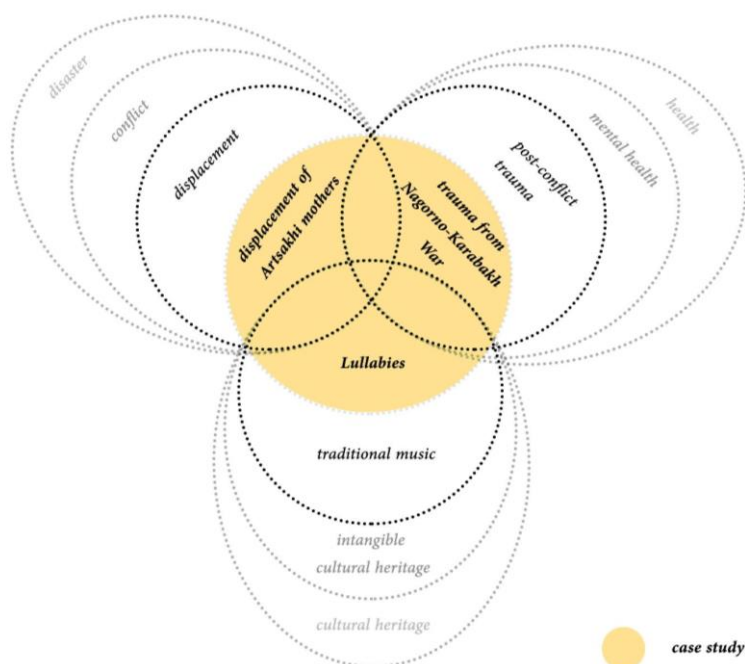 disaster
conflict
displacement
displacement of
Artsakhi mothers
health
mental health
post-conflict
trauma
trauma from
Nagorno-Karabakh
War
Lullabies
traditional music
intangible
cultural heritage
cultural heritage
case study